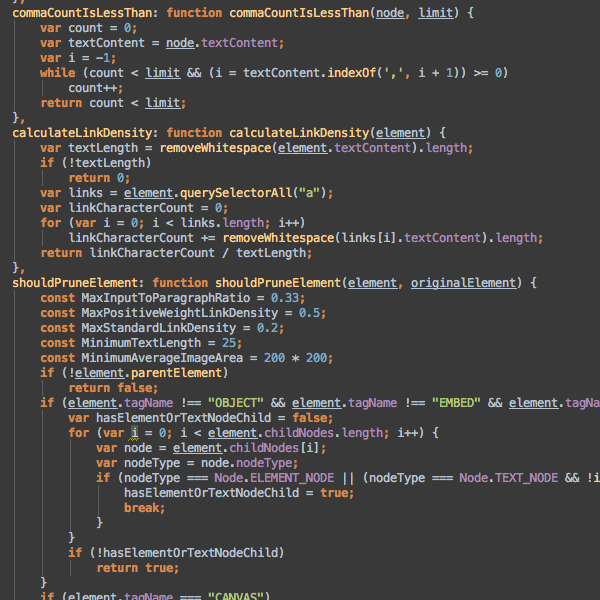 },
commaCountIsLessThan: function commaCountIsLessThan(node, limit) {
var count = 0;
var textContent = node.textContent;
var i = -1;
while (count < limit && (i = textContent.indexOf(',', i + 1)) >= 0)
count++;
return count < limit;
},
calculateLinkDensity: function calculateLinkDensity(element) {
var textLength = removeWhitespace(element.textContent).length;
if (!textLength)
return 0;
var links = element.querySelectorAll("a");
var linkCharacterCount = 0;
for (var i = 0; i < links.length; i++)
linkCharacterCount += removeWhitespace(links[i].textContent).length;
return linkCharacterCount / textLength;
},
shouldPruneElement: function shouldPruneElement(element, originalElement) {
const MaxInputToParagraphRatio = 0.33;
const MaxPositiveWeightLinkDensity = 0.5;
const MaxStandardLinkDensity = 0.2;
const MinimumTextLength = 25;
const MinimumAverageImageArea = 200 * 200;
if (!element.parentElement)
return false;
if (element.tagName !== "OBJECT" && element.tagName !== "EMBED" && element.tagNa
var hasElementOrTextNodeChild = false;
for (var i = 0; i < element.childNodes.length; i++) {
var node = element.childNodes[i];
var nodeType = node.nodeType;
if (nodeType === Node.ELEMENT_NODE || (nodeType === Node.TEXT_NODE && !i
hasElementOrTextNodeChild = true;
break;
}
}
if (!hasElementOrTextNodeChild)
return true;
}
if (element.tagName === "CANVAS")